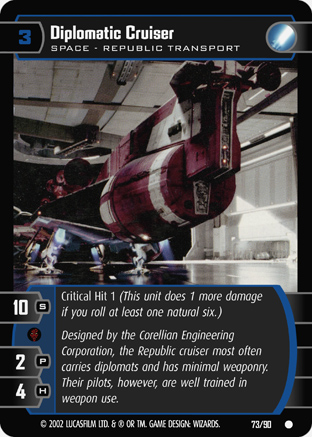 3 Diplomatic Cruiser
SPACE - REPUBLIC TRANSPORT
10 S
2 P
4 H
Critical Hit 1 (This unit does 1 more damage
if you roll at least one natural six.)
Designed by the Corellian Engineering
Corporation, the Republic cruiser most often
carries diplomats and has minimal weaponry.
Their pilots, however, are well trained in
weapon use.
© 2002 LUCASFILM LTD. & ® OR TM. GAME DESIGN: WIZARDS. 73/90